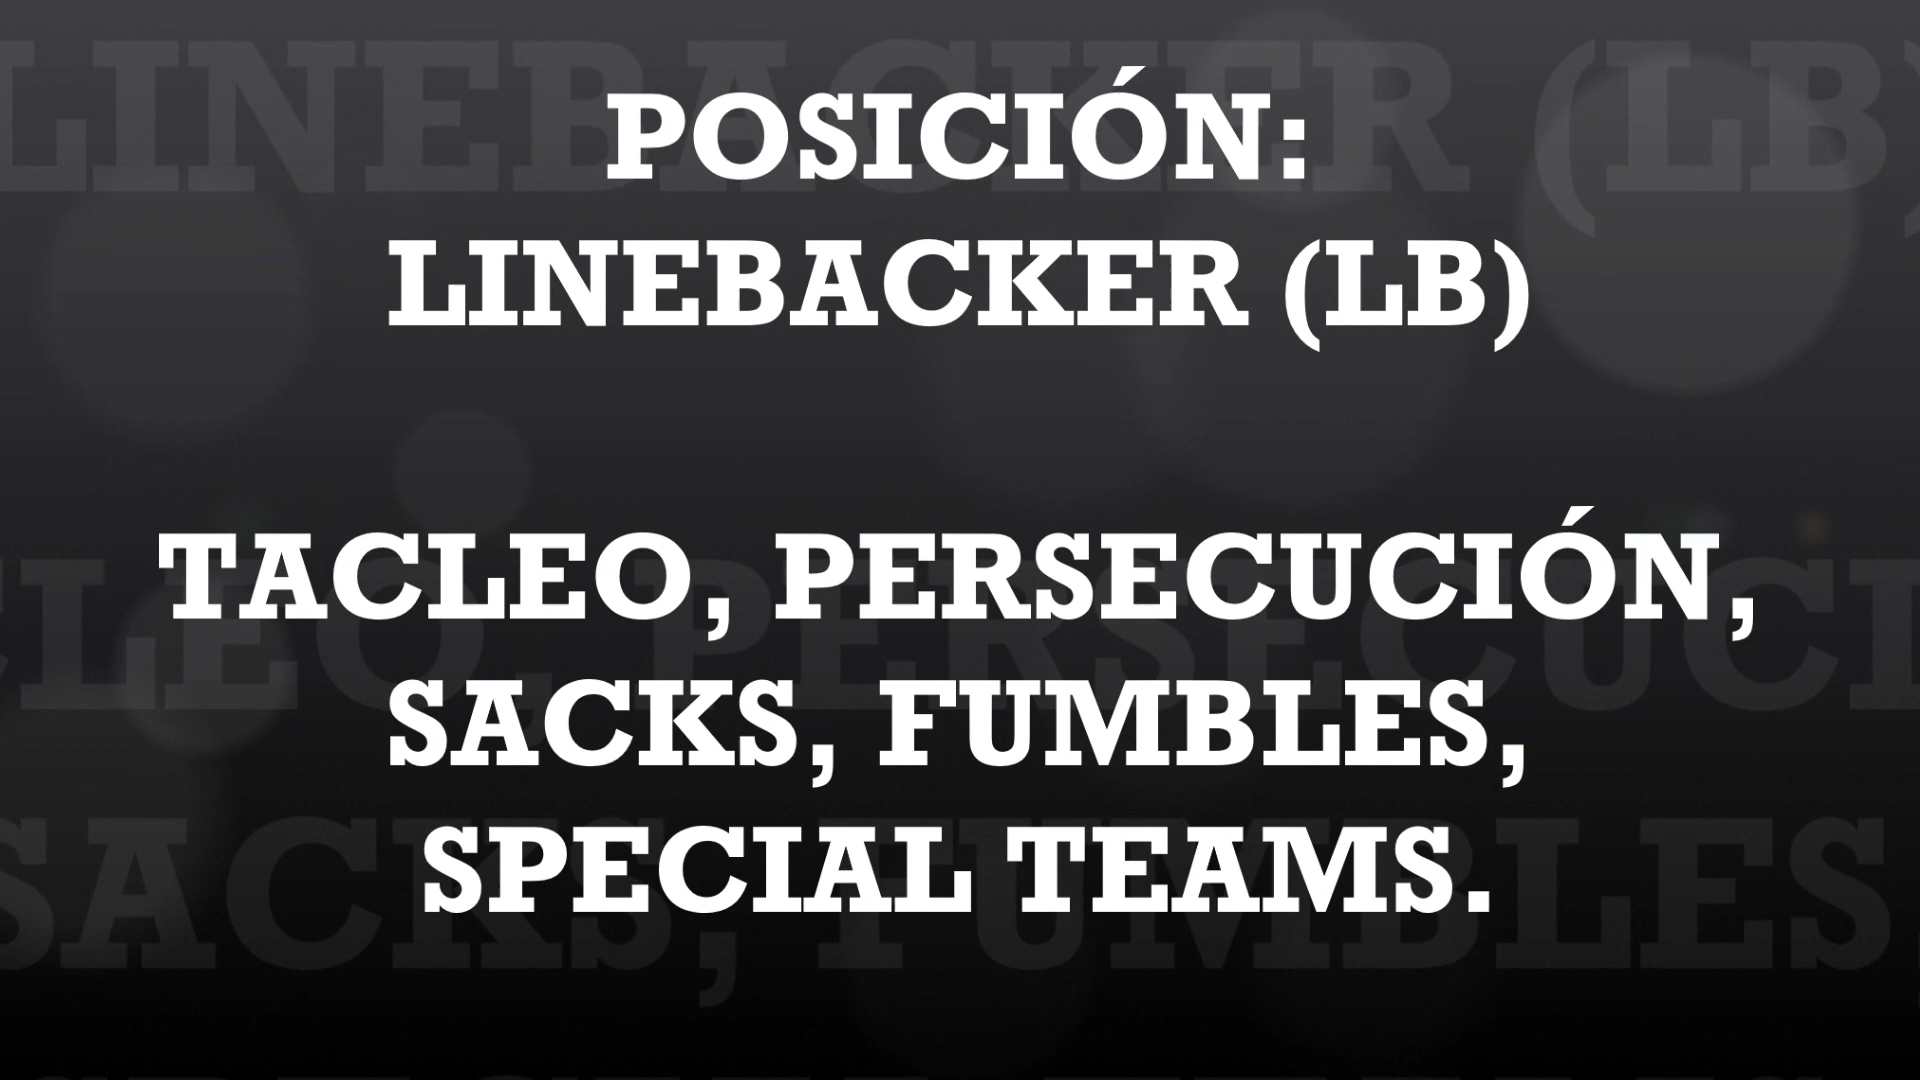 POSICIÓN:
LINEBACKER (LB)
TACLEO, PERSECUCIÓN,
SACKS, FUMBLES,
SPECIAL TEAMS.